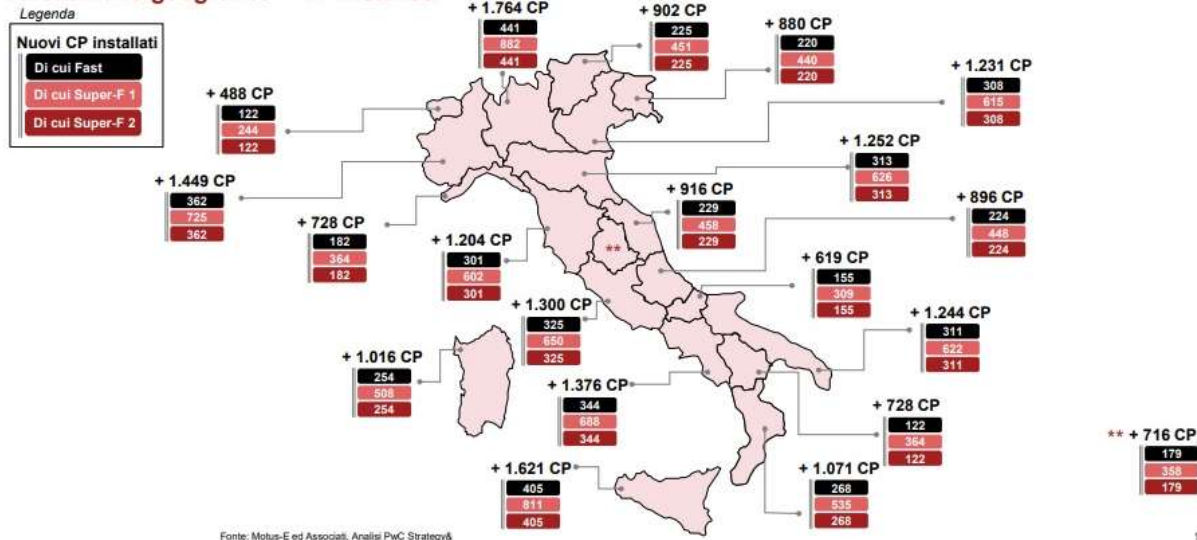 Legenda
Nuovi CP installati
Di cui Fast
Di cui Super-F 1
Di cui Super-F 2
+ 1.764 CP
441
882
441
+ 902 CP
225
451
225
+ 880 CP
220
440
220
+ 1.231 CP
308
615
308
+ 488 CP
122
244
122
+ 1.252 CP
313
626
313
+ 1.449 CP
362
725
362
+ 916 CP
229
458
229
+ 896 CP
224
448
224
+ 728 CP
182
364
182
+ 1.204 CP
301
602
301
**
+ 619 CP
155
309
155
+ 1.300 CP
325
650
325
+ 1.244 CP
311
622
311
+ 1.016 CP
254
508
254
+ 1.376 CP
344
688
344
+ 728 CP
122
364
122
** + 716 CP
179
358
179
+ 1.621 CP
405
811
405
+ 1.071 CP
268
535
268
Fonte: Motus-E ed Associati, Analisi PwC Strategy&